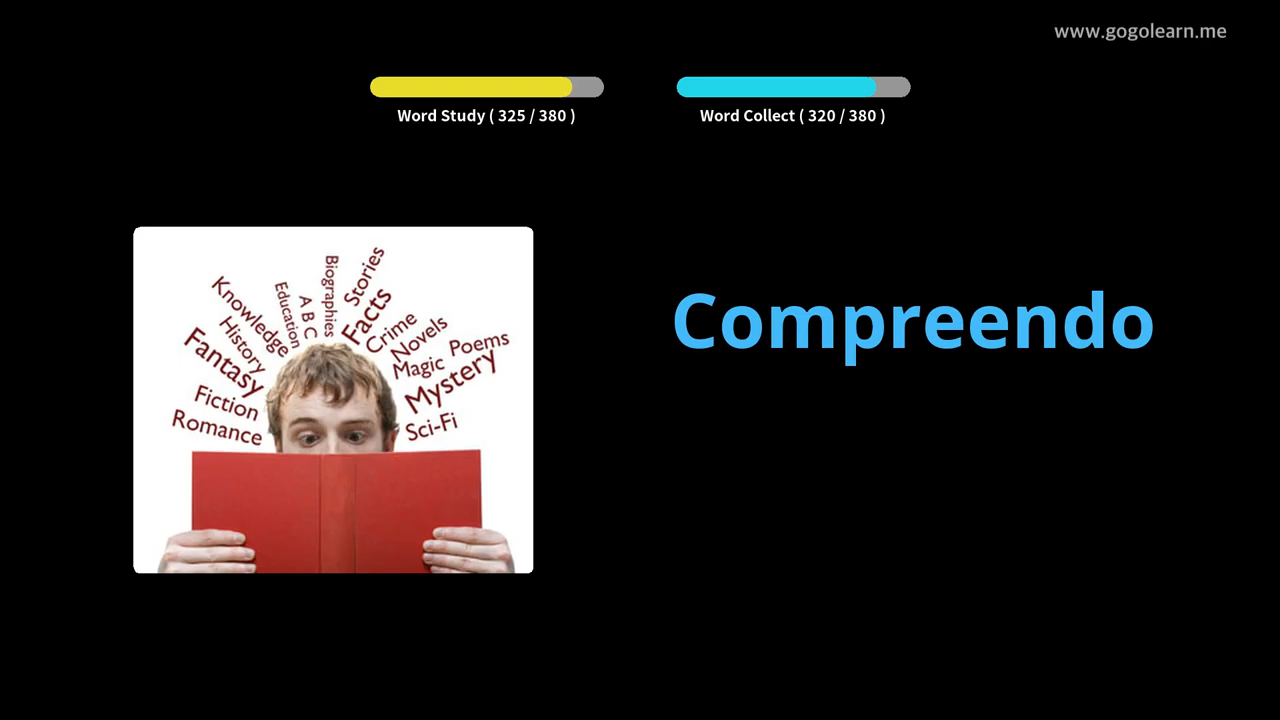 www.gogolearn.me
Word Study ( 325 / 380 )
Word Collect ( 320 / 380 )
Compreendo
Knowledge
Education
A B C
Biographies
Stories
Facts
Crime
Novels
Poems
Magic
Mystery
Sci-Fi
History
Fantasy
Fiction
Romance